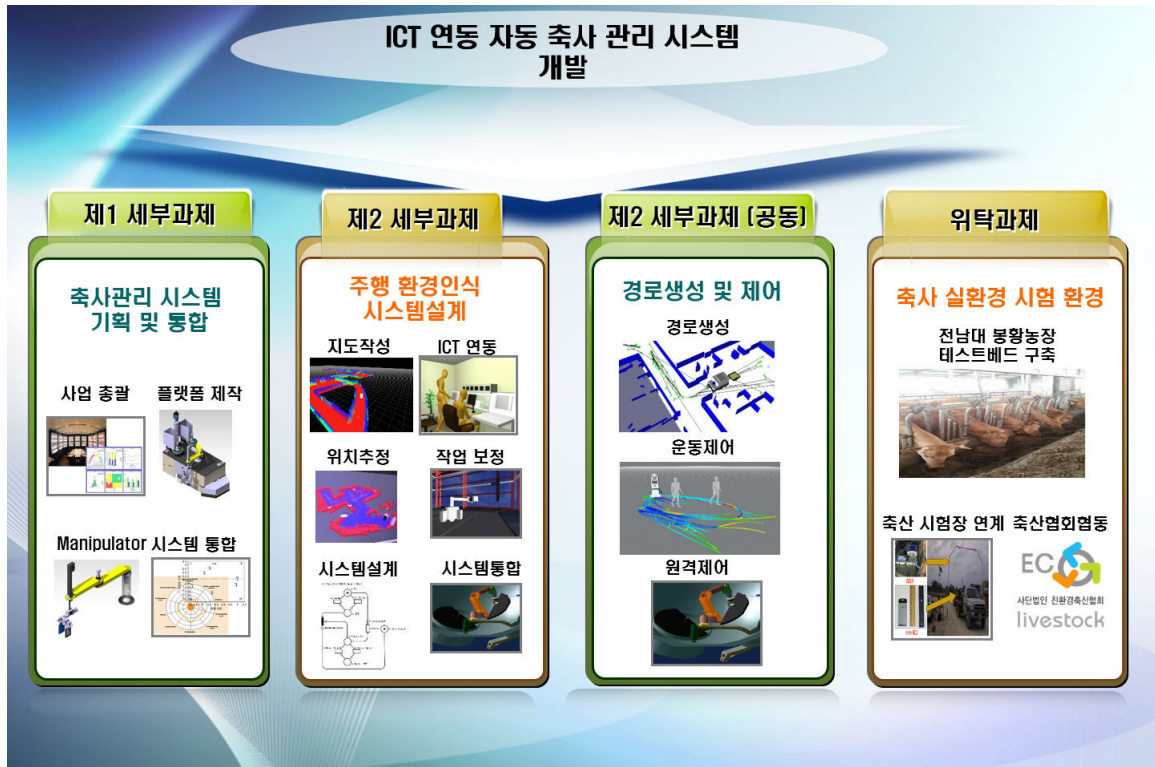 ICT 연동 자동 축사 관리 시스템
개발
제1 세부과제
축사관리 시스템
기획 및 통합
사업 총괄
플랫폼 제작
Manipulator 시스템 통합
제2 세부과제
주행 환경인식
시스템설계
지도작성
ICT 연동
위치추정
작업 보정
시스템설계
시스템통합
제2 세부과제 (공동)
경로생성 및 제어
경로생성
운동제어
원격제어
위탁과제
축사 실환경 시험 환경
전남대 봉황농장
테스트베드 구축
축산 시험장 연계
축산협회협동
EC
사단법인 친환경축산협회
livestock